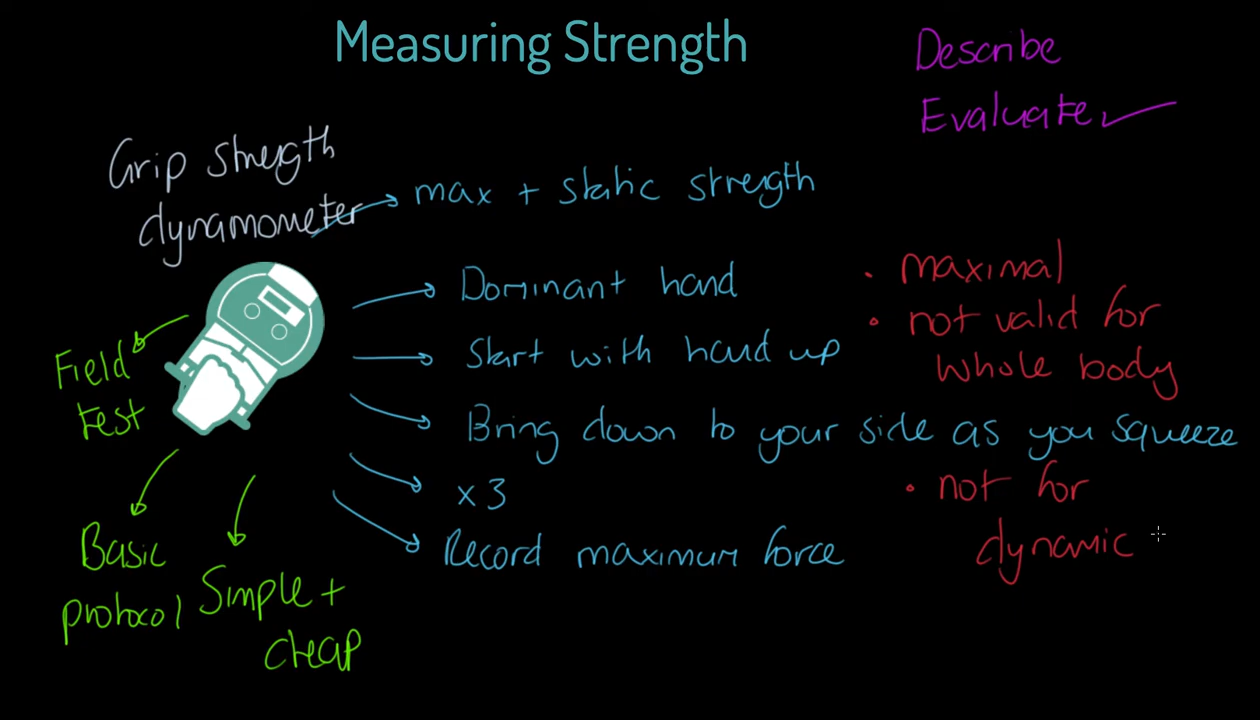 Measuring Strength
Describe
Evaluate
Grip strength
dynamometer
max + static strength
Dominant hand
Start with hand up
Bring down to your side as you squeeze
x 3
Record maximum force
Field
test
Basic
protocol
Simple +
cheap
• maximal
• not valid for
whole body
• not for
dynamic